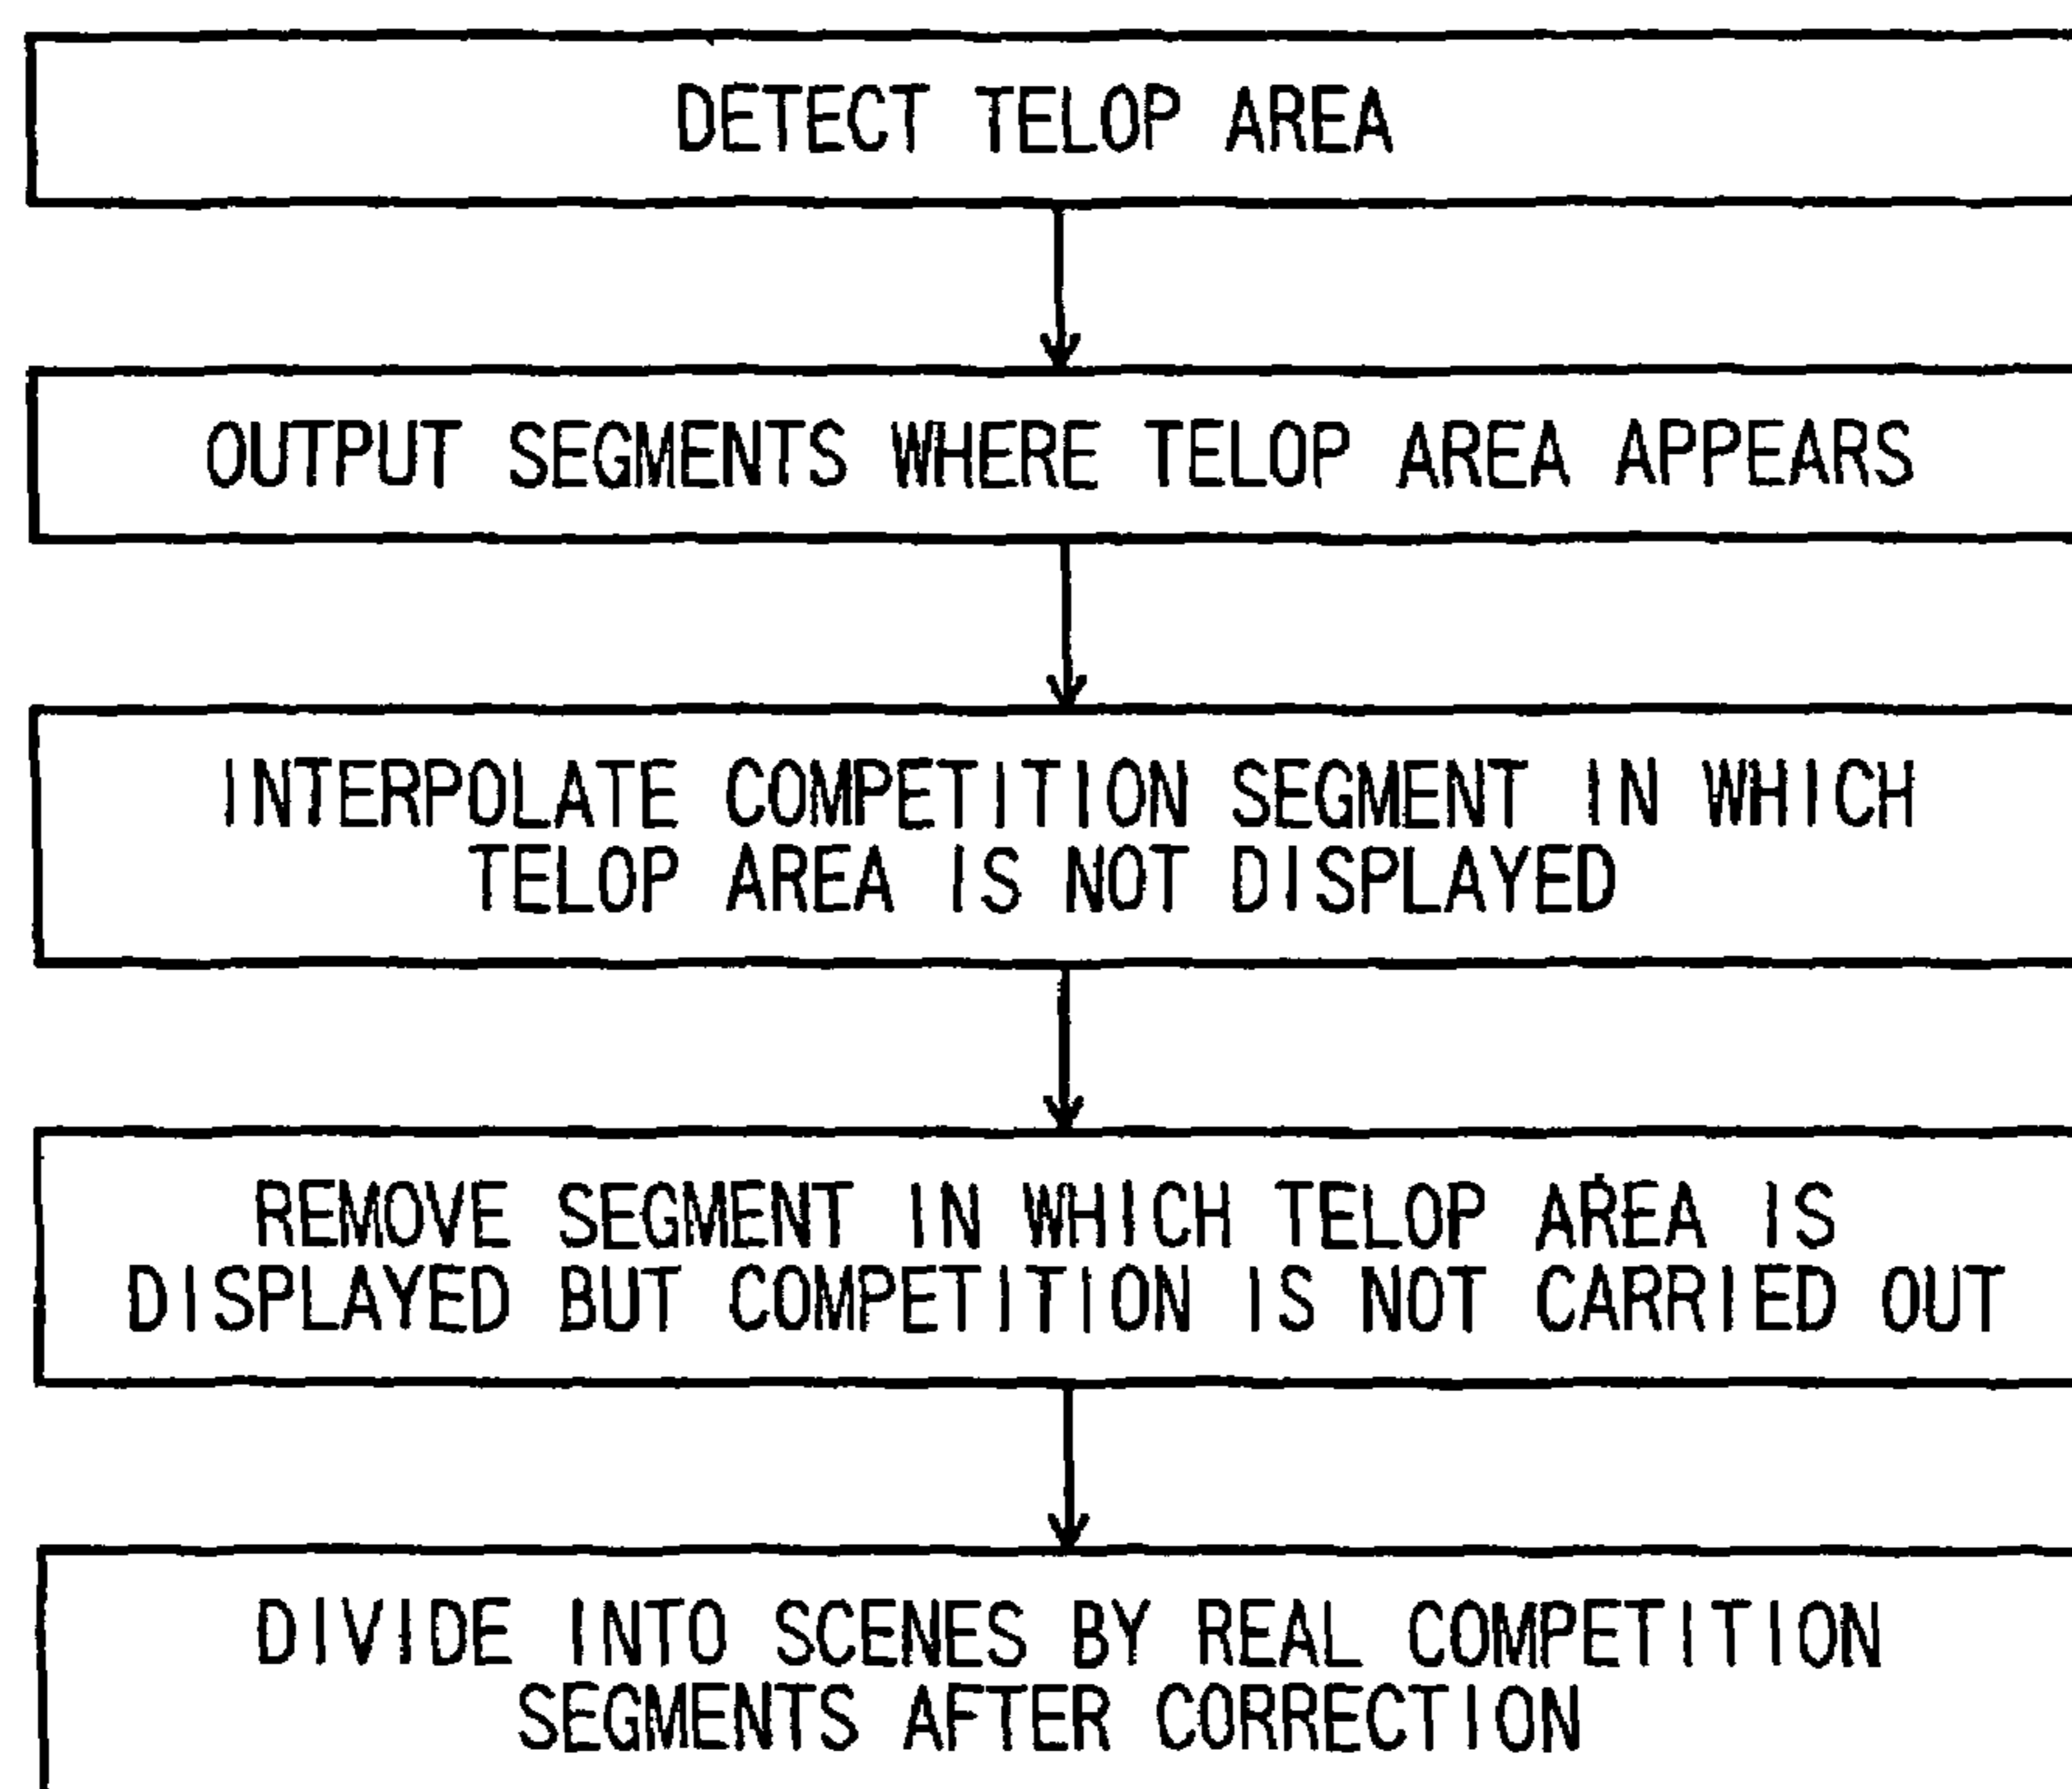 DETECT TELOP AREA
OUTPUT SEGMENTS WHERE TELOP AREA APPEARS
INTERPOLATE COMPETITION SEGMENT IN WHICH
TELOP AREA IS NOT DISPLAYED
REMOVE SEGMENT IN WHICH TELOP AREA IS
DISPLAYED BUT COMPETITION IS NOT CARRIED OUT
DIVIDE INTO SCENES BY REAL COMPETITION
SEGMENTS AFTER CORRECTION